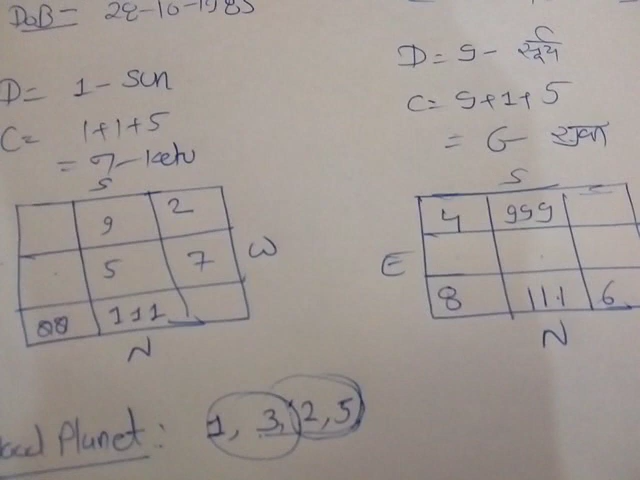 DoB = 28-10-1985
D = 1 - Sun
C = 1+1+5
= 7 - Ketu
S
9 2
5 7 W
88 111
N
D = 9 - सूर्य
C = 9+1+5
= 6 - शुक्र
S
4 999
E
8 111 6
N
Planet : 1, 3, 2, 5